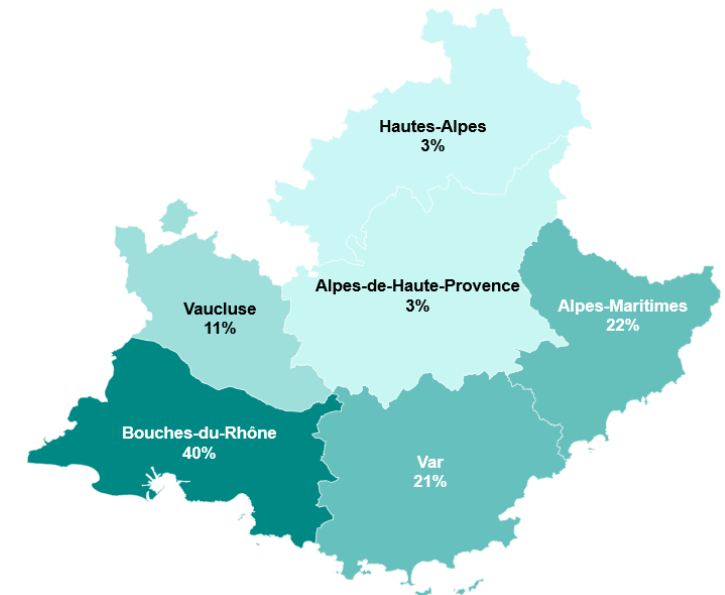 Hautes-Alpes
3%
Alpes-de-Haute-Provence
3%
Alpes-Maritimes
22%
Vaucluse
11%
Bouches-du-Rhône
40%
Var
21%